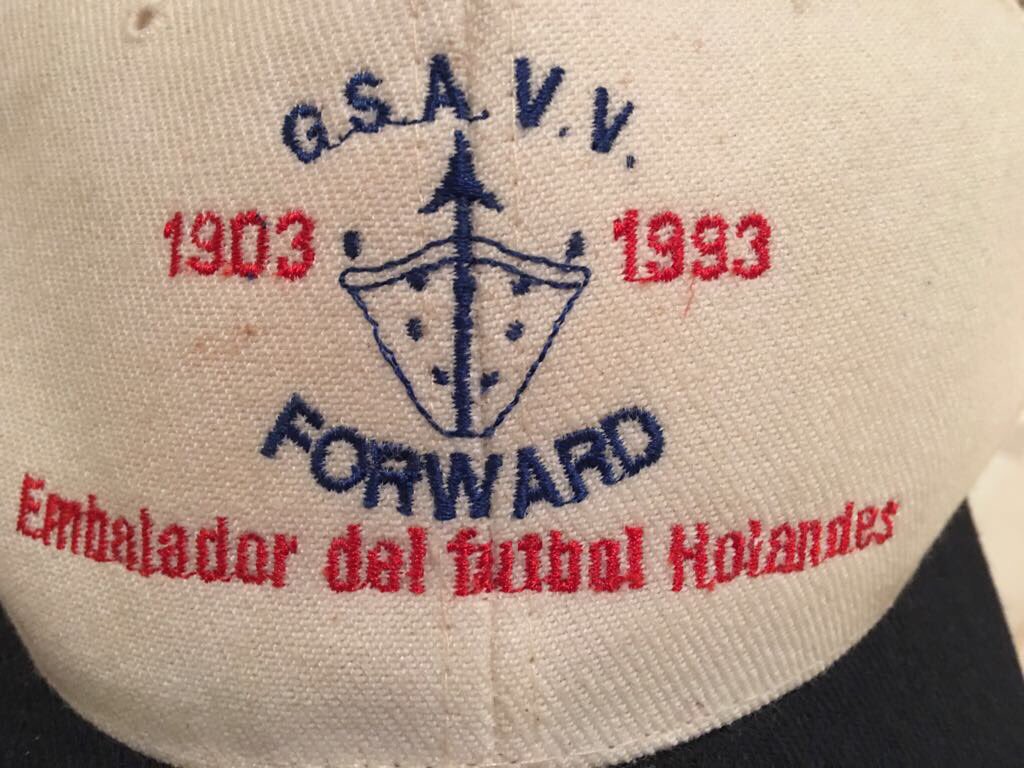 G.S.A.V.V.
1903 1993
FORWARD
Embalador del futbol Holandes